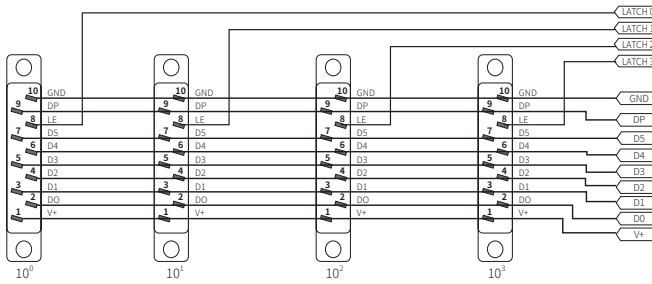 LATCH 0
LATCH 1
LATCH 2
LATCH 3
10 GND 10 GND 10 GND 10 GND GND
9 DP 9 DP 9 DP 9 DP DP
8 LE 8 LE 8 LE 8 LE
7 D5 7 D5 7 D5 7 D5 D5
6 D4 6 D4 6 D4 6 D4 D4
5 D3 5 D3 5 D3 5 D3 D3
4 D2 4 D2 4 D2 4 D2 D2
3 D1 3 D1 3 D1 3 D1 D1
2 DO 2 DO 2 DO 2 DO D0
1 V+ 1 V+ 1 V+ 1 V+ V+
10⁰ 10¹ 10² 10³